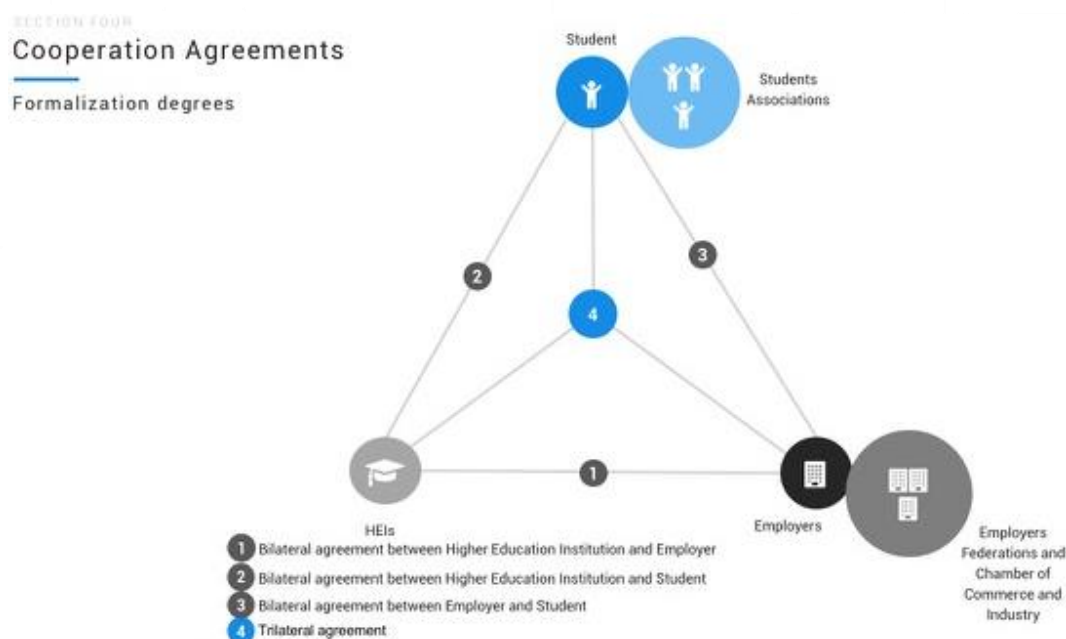 SECTION FOUR
Cooperation Agreements
Formalization degrees
Student
Students
Associations
2
3
4
1
HEIs
Employers
Employers
Federations and
Chamber of
Commerce and
Industry
1 Bilateral agreement between Higher Education Institution and Employer
2 Bilateral agreement between Higher Education Institution and Student
3 Bilateral agreement between Employer and Student
4 Trilateral agreement